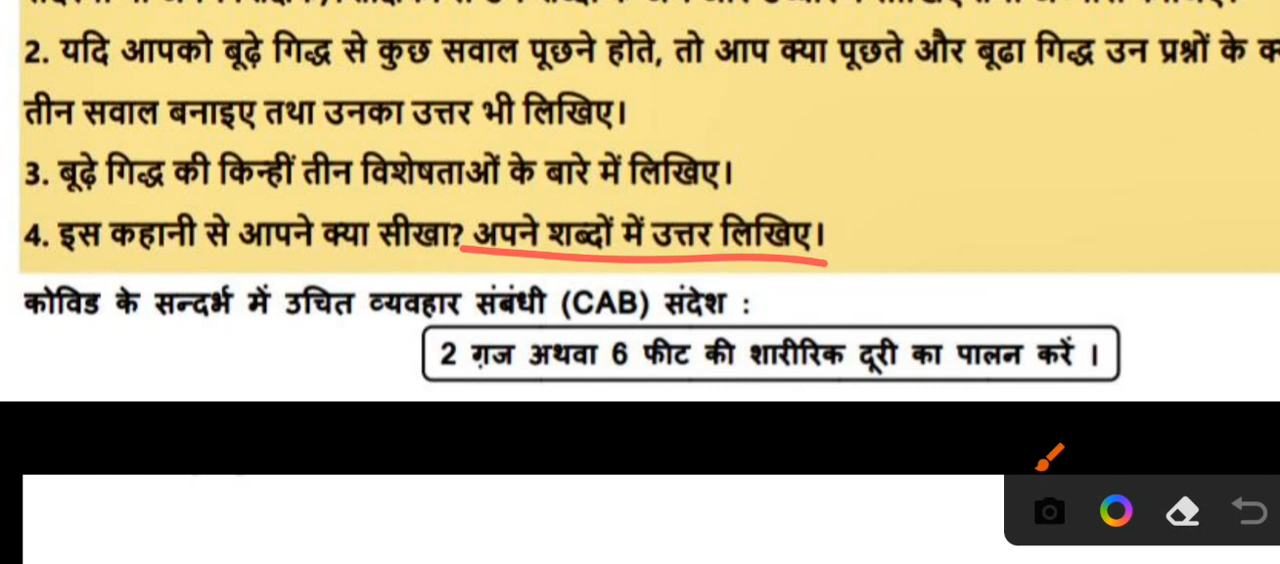 2. यदि आपको बूढ़े गिद्ध से कुछ सवाल पूछने होते, तो आप क्या पूछते और बूढा गिद्ध उन प्रश्नों के
तीन सवाल बनाइए तथा उनका उत्तर भी लिखिए।
3. बूढ़े गिद्ध की किन्हीं तीन विशेषताओं के बारे में लिखिए।
4. इस कहानी से आपने क्या सीखा? अपने शब्दों में उत्तर लिखिए।
कोविड के सन्दर्भ में उचित व्यवहार संबंधी (CAB) संदेश :
2 ग़ज अथवा 6 फीट की शारीरिक दूरी का पालन करें ।